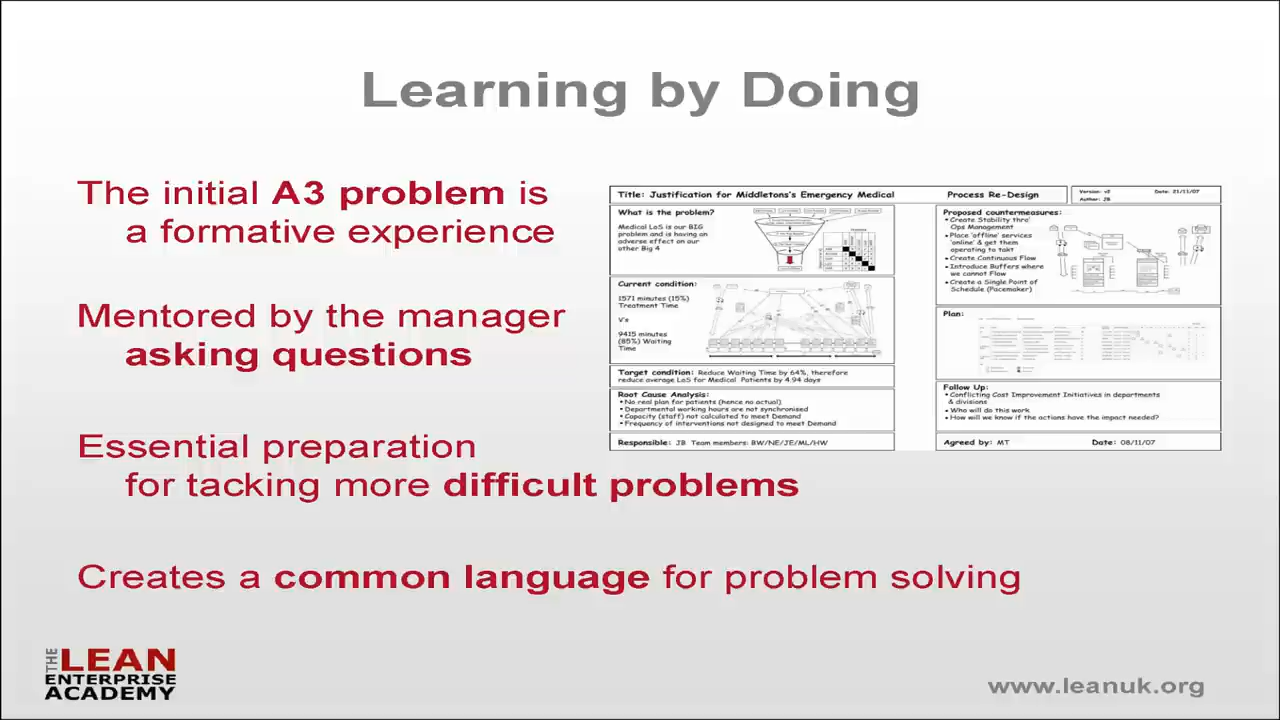 Learning by Doing
The initial A3 problem is
a formative experience
Mentored by the manager
asking questions
Essential preparation
for tacking more difficult problems
Creates a common language for problem solving
Title: Justification for Middletons's Emergency Medical Process Re-Design
Version: v2 Date: 21/11/07
Author: JB
What is the problem?
Medical LoS is our BIG
problem and is having an
adverse effect on our
other Big 4
Current condition:
1571 minutes (15%)
Treatment Time
V's
9415 minutes
(85%) Waiting
Time
Target condition: Reduce Waiting Time by 64%, therefore
reduce average LoS for Medical Patients by 4.94 days
Root Cause Analysis:
• No real plan for patients (hence no actual)
• Departmental working hours are not synchronised
• Capacity (staff) not calculated to meet Demand
• Frequency of interventions not designed to meet Demand
Responsible: JB Team members: BW/NE/JE/ML/HW
Proposed countermeasures:
• Create Stability thro'
Ops Management
• Place 'offline' services
'online' & get them
operating to takt
• Create Continuous Flow
• Introduce Buffers where
we cannot Flow
• Create a Single Point of
Schedule (Pacemaker)
Plan:
Follow Up:
• Conflicting Cost Improvement Initiatives in departments
& divisions
• Who will do this work
• How will we know if the actions have the impact needed?
Agreed by: MT Date: 08/11/07
THE LEAN
ENTERPRISE
ACADEMY
www.leanuk.org